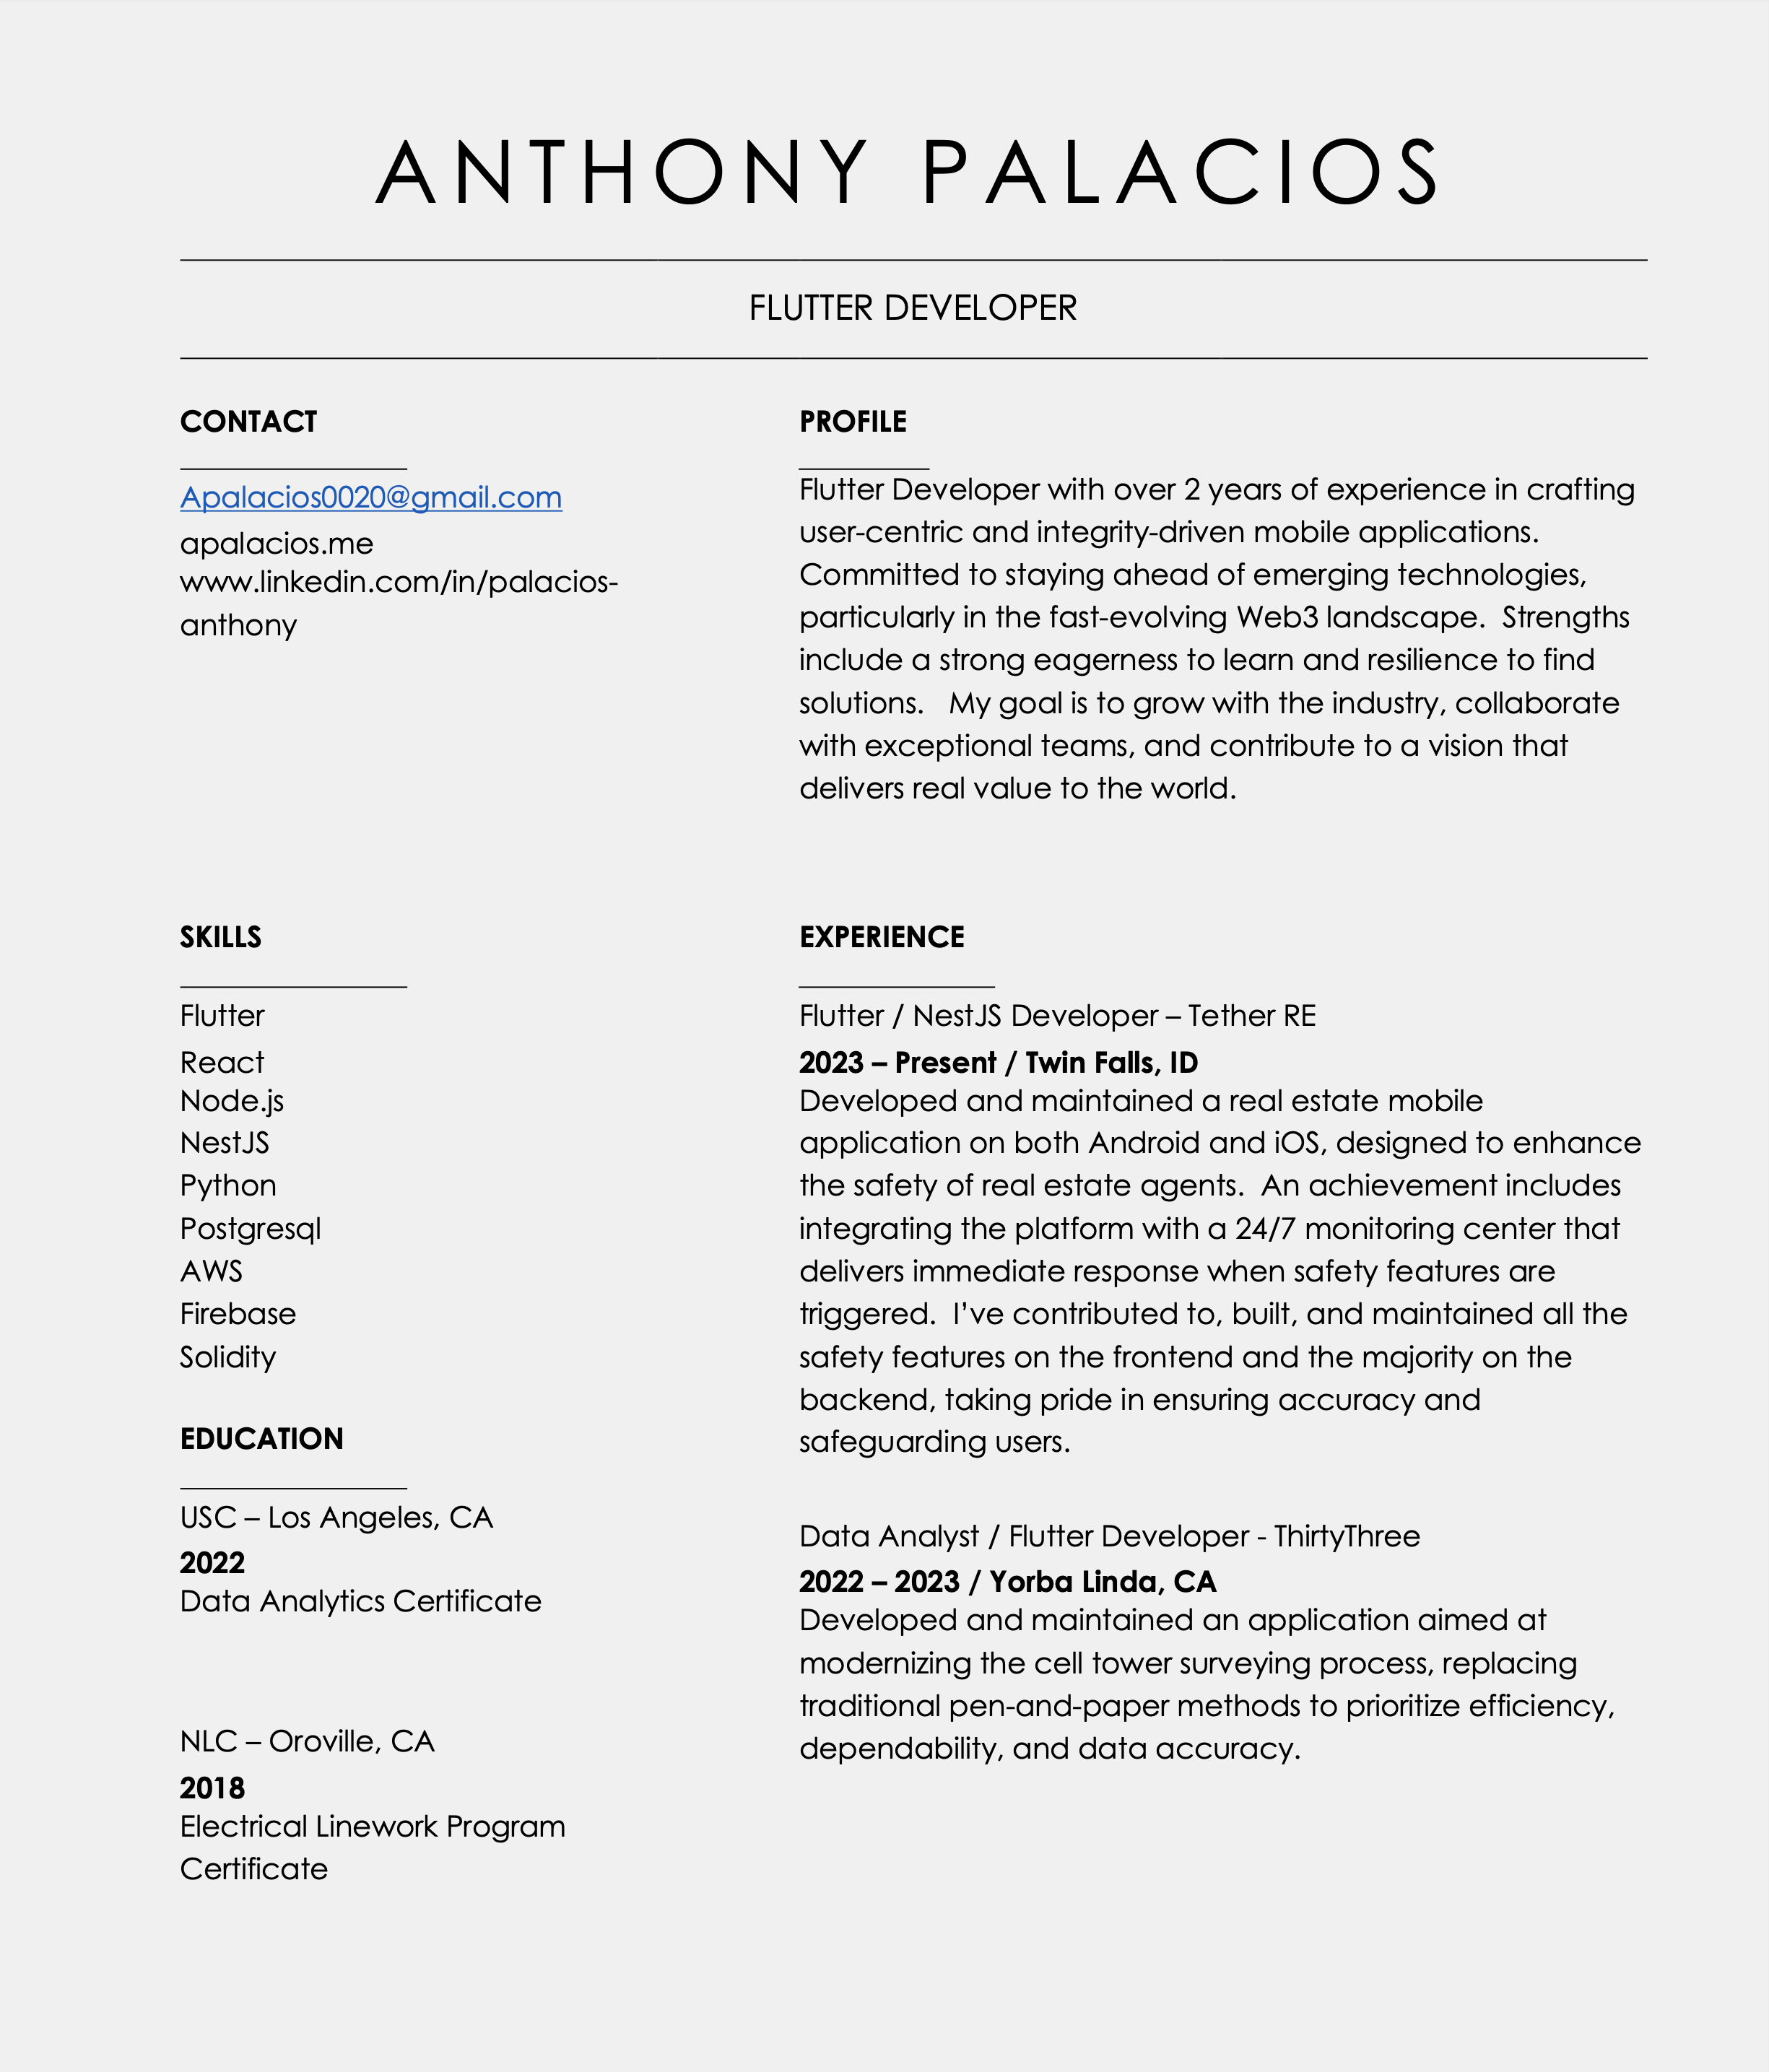 ANTHONY PALACIOS
FLUTTER DEVELOPER
CONTACT
Apalacios0020@gmail.com
apalacios.me
www.linkedin.com/in/palacios-
anthony
PROFILE
Flutter Developer with over 2 years of experience in crafting
user-centric and integrity-driven mobile applications.
Committed to staying ahead of emerging technologies,
particularly in the fast-evolving Web3 landscape.  Strengths
include a strong eagerness to learn and resilience to find
solutions.   My goal is to grow with the industry, collaborate
with exceptional teams, and contribute to a vision that
delivers real value to the world.
SKILLS
Flutter
React
Node.js
NestJS
Python
Postgresql
AWS
Firebase
Solidity
EDUCATION
USC – Los Angeles, CA
2022
Data Analytics Certificate
NLC – Oroville, CA
2018
Electrical Linework Program
Certificate
EXPERIENCE
Flutter / NestJS Developer – Tether RE
2023 – Present / Twin Falls, ID
Developed and maintained a real estate mobile
application on both Android and iOS, designed to enhance
the safety of real estate agents.  An achievement includes
integrating the platform with a 24/7 monitoring center that
delivers immediate response when safety features are
triggered.  I’ve contributed to, built, and maintained all the
safety features on the frontend and the majority on the
backend, taking pride in ensuring accuracy and
safeguarding users.
Data Analyst / Flutter Developer - ThirtyThree
2022 – 2023 / Yorba Linda, CA
Developed and maintained an application aimed at
modernizing the cell tower surveying process, replacing
traditional pen-and-paper methods to prioritize efficiency,
dependability, and data accuracy.